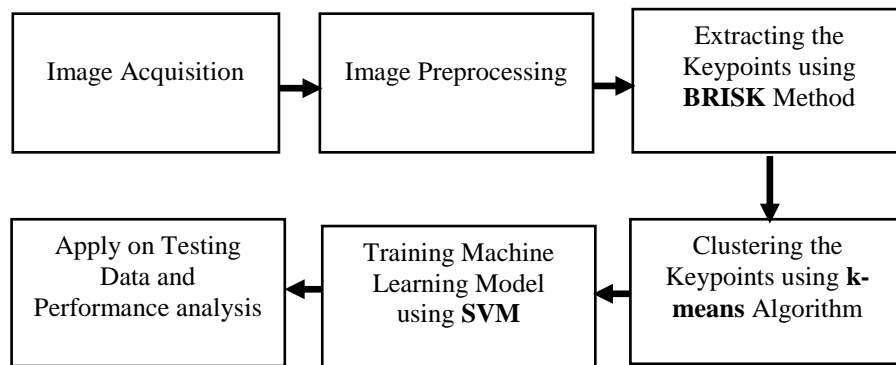 Image Acquisition
Image Preprocessing
Extracting the
Keypoints using
BRISK Method
Clustering the
Keypoints using k-
means Algorithm
Training Machine
Learning Model
using SVM
Apply on Testing
Data and
Performance analysis